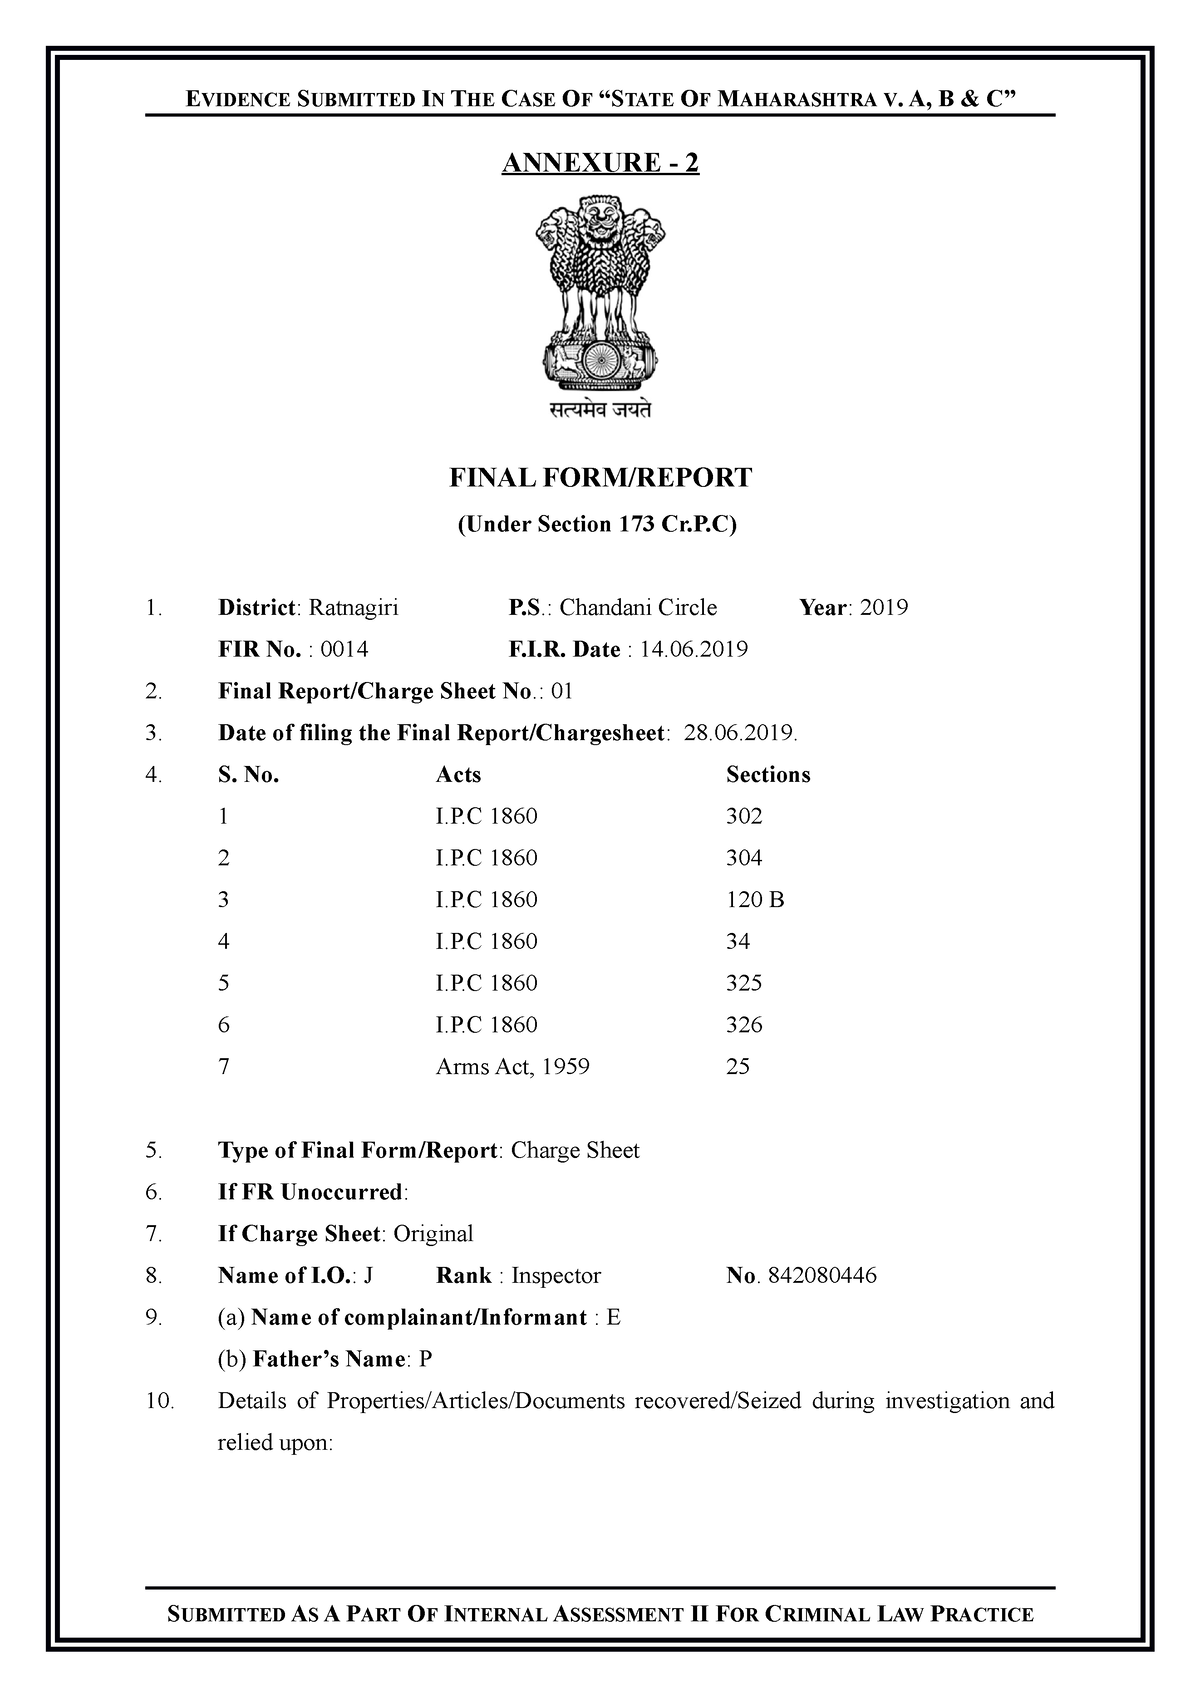 EVIDENCE SUBMITTED IN THE CASE OF “STATE OF MAHARASHTRA V. A, B & C”
ANNEXURE - 2
सत्यमेव जयते
FINAL FORM/REPORT
(Under Section 173 Cr.P.C)
1. District: Ratnagiri P.S.: Chandani Circle Year: 2019
FIR No. : 0014 F.I.R. Date : 14.06.2019
2. Final Report/Charge Sheet No.: 01
3. Date of filing the Final Report/Chargesheet: 28.06.2019.
4. S. No. Acts Sections
1 I.P.C 1860 302
2 I.P.C 1860 304
3 I.P.C 1860 120 B
4 I.P.C 1860 34
5 I.P.C 1860 325
6 I.P.C 1860 326
7 Arms Act, 1959 25
5. Type of Final Form/Report: Charge Sheet
6. If FR Unoccurred:
7. If Charge Sheet: Original
8. Name of I.O.: J Rank : Inspector No. 842080446
9. (a) Name of complainant/Informant : E
(b) Father’s Name: P
10. Details of Properties/Articles/Documents recovered/Seized during investigation and
relied upon:
SUBMITTED AS A PART OF INTERNAL ASSESSMENT II FOR CRIMINAL LAW PRACTICE